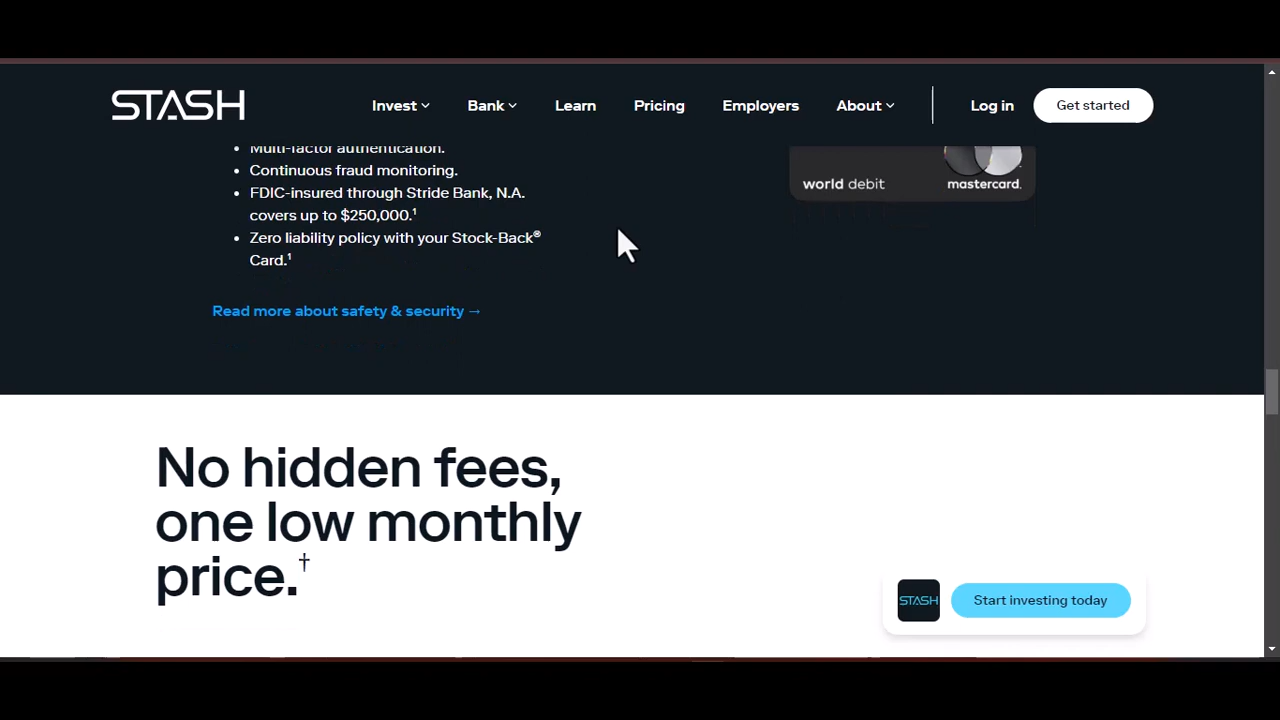 STASH
Invest Bank Learn Pricing Employers About Log in Get started
Multi-factor authentication.
Continuous fraud monitoring.
FDIC-insured through Stride Bank, N.A.
covers up to $250,000.¹
Zero liability policy with your Stock-Back®
Card.¹
world debit
mastercard.
Read more about safety & security →
No hidden fees,
one low monthly
price.†
STASH
Start investing today